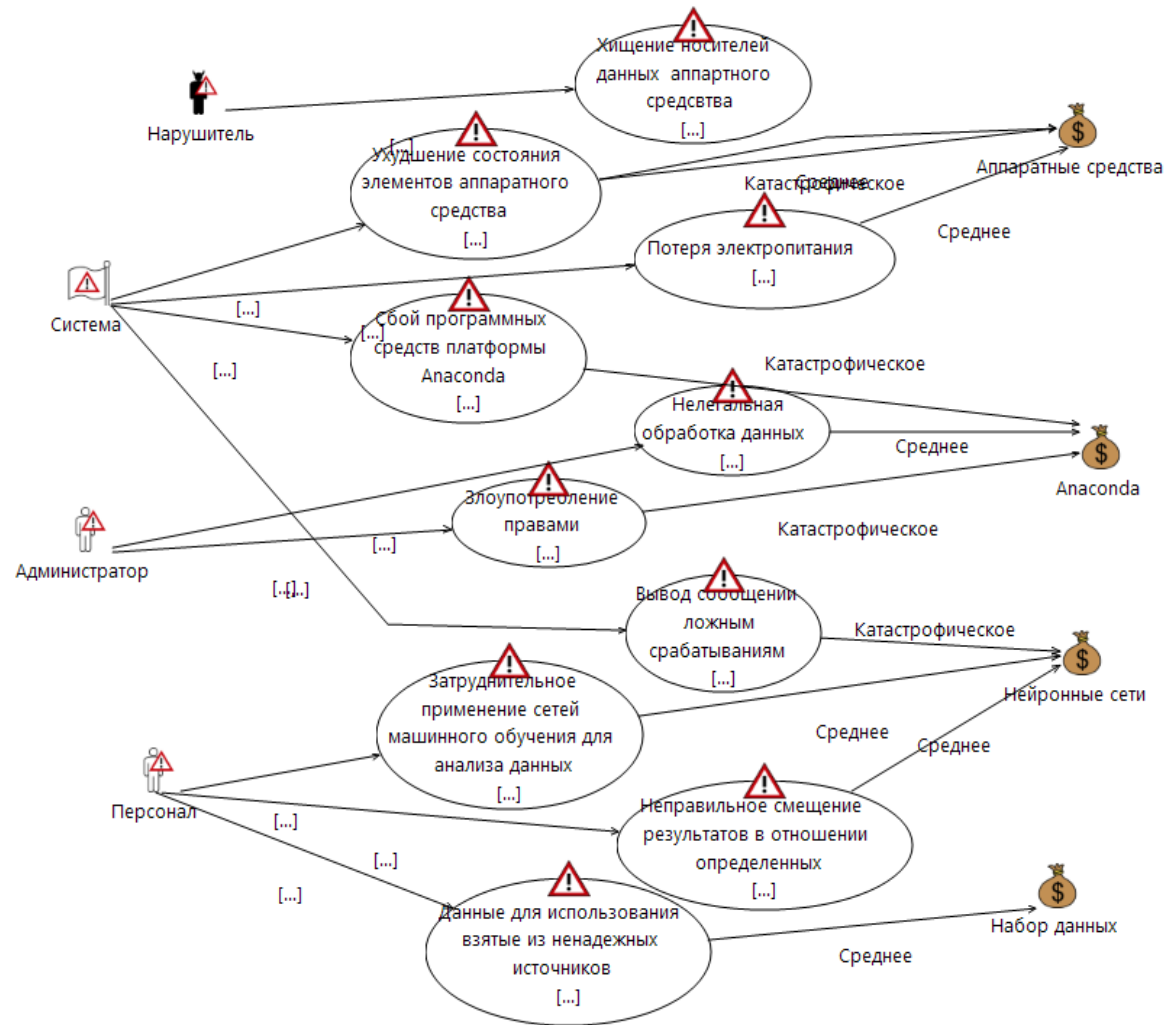 Хищение носителей
данных аппартного
средсвтва
[...]
Нарушитель
[...]
Ухудшение состояния
элементов аппаратного
средства
[...]
Аппаратные средства
Катастрофическое
Среднее
Потеря электропитания
[...]
Среднее
Система
[...]
[...]
[...]
Сбой программных
средств платформы
Anaconda
[...]
Катастрофическое
Нелегальная
обработка данных
[...]
Среднее
Anaconda
Злоупотребление
правами
[...]
Катастрофическое
[...]
Администратор
[...]
[...]
Вывод сообщении
ложным
срабатываниям
[...]
Катастрофическое
Нейронные сети
Затруднительное
применение сетей
машинного обучения для
анализа данных
[...]
Среднее
Среднее
Персонал
[...]
[...]
[...]
Неправильное смещение
результатов в отношении
определенных
[...]
Данные для использования
взятые из ненадежных
источников
[...]
Набор данных
Среднее